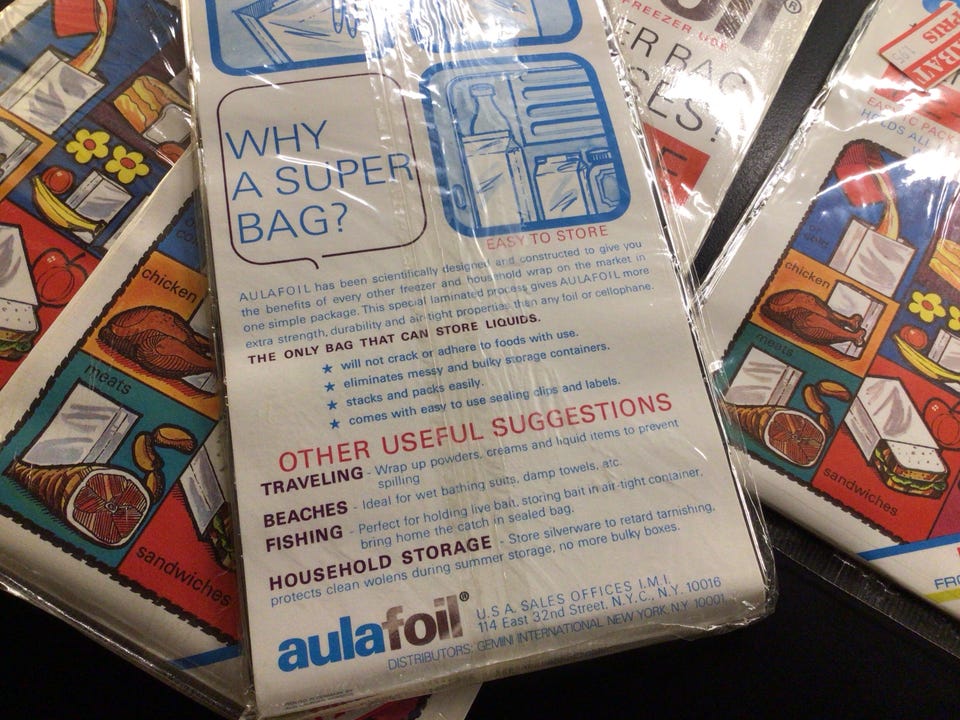 WHY
A SUPER
BAG?
EASY TO STORE
AULAFOIL has been scientifically designed and constructed to give you
the benefits of every other freezer and household wrap on the market in
one simple package. This special laminated process gives AULAFOIL more
extra strength, durability and air-tight properties then any foil or cellophane.
THE ONLY BAG THAT CAN STORE LIQUIDS.
★ will not crack or adhere to foods with use.
★ eliminates messy and bulky storage containers.
★ stacks and packs easily.
★ comes with easy to use sealing clips and labels.
OTHER USEFUL SUGGESTIONS
TRAVELING - Wrap up powders, creams and liquid items to prevent
spilling
BEACHES - Ideal for wet bathing suits, damp towels, etc.
FISHING - Perfect for holding live bait, storing bait in air-tight container,
bring home the catch in sealed bag.
HOUSEHOLD STORAGE - Store silverware to retard tarnishing,
protects clean wolens during summer storage, no more bulky boxes.
aulafoil®
U.S.A. SALES OFFICES I.M.I.
114 East 32nd Street, N.Y.C., N.Y. 10016
DISTRIBUTORS: GEMINI INTERNATIONAL NEW YORK, N.Y 10001
chicken
meats
sandwiches
FREEZER USE
ER BAG
SES!
HOLDS ALL
chicken
meats
sandwiches